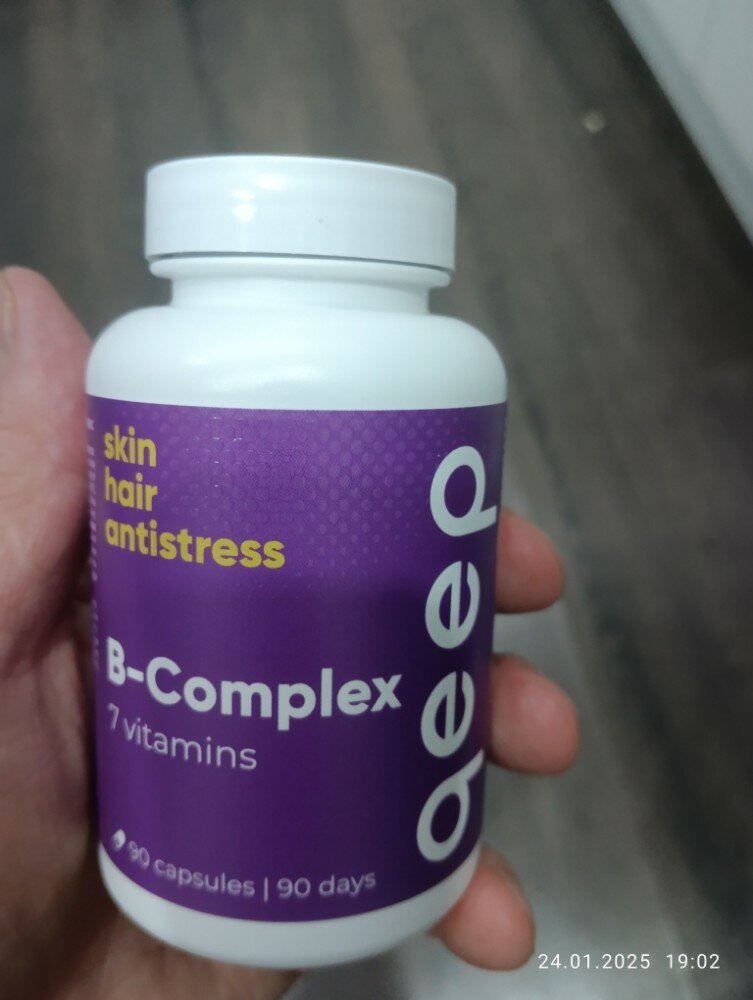 skin
hair
antistress
B-Complex
7 vitamins
90 capsules | 90 days
qeep
24.01.2025 19:02